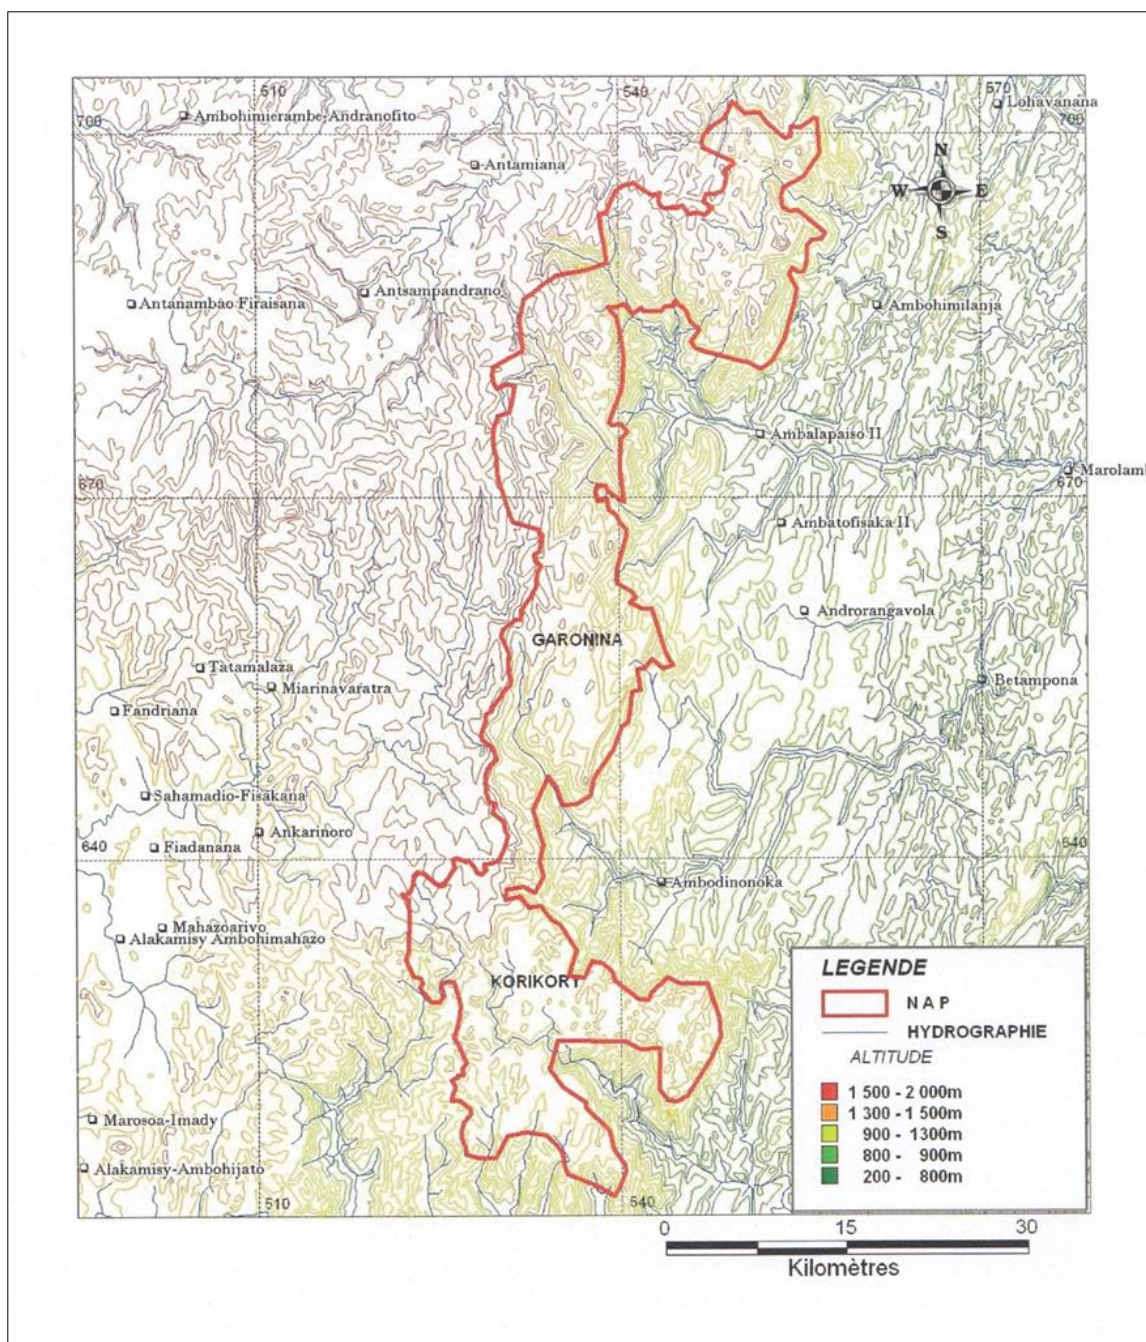 510
540
570
Lohavanana
700
Ambohimierambe-Andranofito
700
Antamiana
N
W
E
S
Antanambao Firaisana
Antsampandrano
Ambohimilanja
Ambalapaiso II
Marolamb
670
670
Ambatofisaka II
Androrangavola
GARONINA
Tatamalaza
Miarinavaratra
Betampona
Fandriana
Sahamadio-Fisakana
Ankarinoro
640
Fiadanana
640
Ambodinonoka
Mahazoarivo
Alakamisy Ambohimahazo
KORIKORY
LEGENDE
N A P
HYDROGRAPHIE
ALTITUDE
1 500 - 2 000m
1 300 - 1 500m
900 - 1300m
800 - 900m
200 - 800m
Marosoa-Imady
Alakamisy-Ambohijato
510
540
0 15 30
Kilomètres